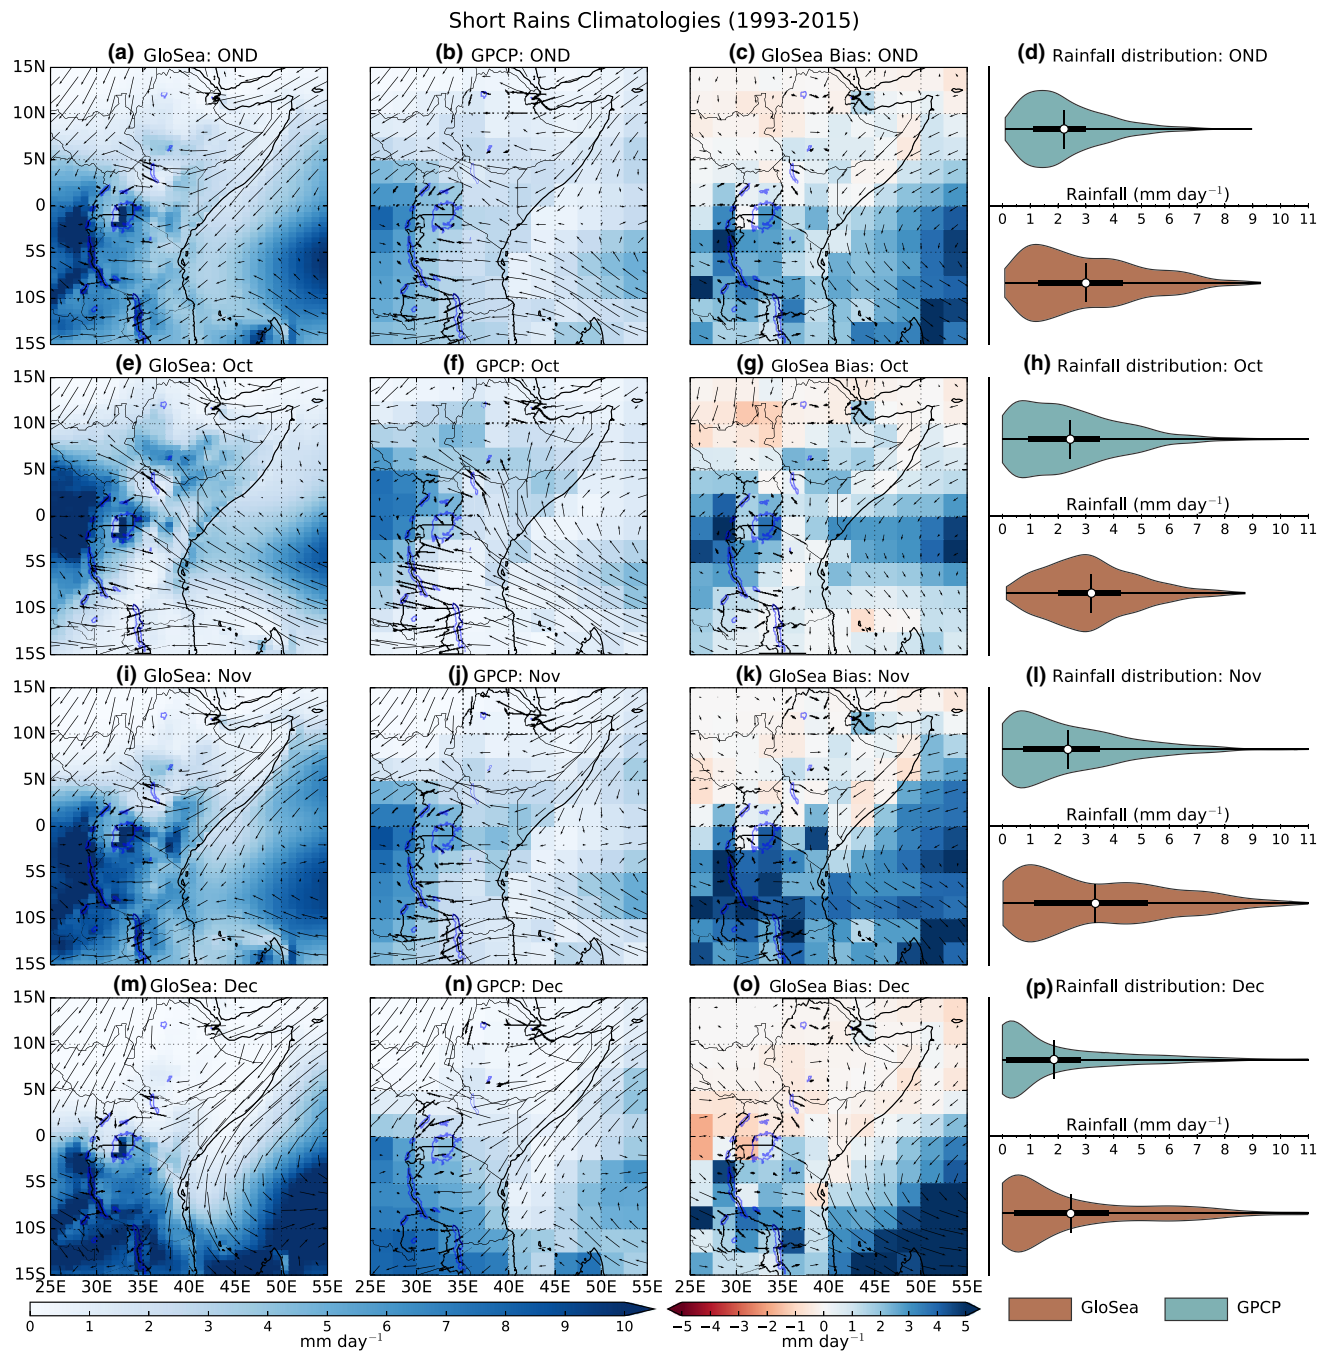 Short Rains Climatologies (1993-2015)
(a) GloSea: OND
(b) GPCP: OND
(c) GloSea Bias: OND
(d) Rainfall distribution: OND
15N
10N
5N
0
5S
10S
15S
Rainfall (mm day⁻¹)
0 1 2 3 4 5 6 7 8 9 10 11
(e) GloSea: Oct
(f) GPCP: Oct
(g) GloSea Bias: Oct
(h) Rainfall distribution: Oct
15N
10N
5N
0
5S
10S
15S
Rainfall (mm day⁻¹)
0 1 2 3 4 5 6 7 8 9 10 11
(i) GloSea: Nov
(j) GPCP: Nov
(k) GloSea Bias: Nov
(l) Rainfall distribution: Nov
15N
10N
5N
0
5S
10S
15S
Rainfall (mm day⁻¹)
0 1 2 3 4 5 6 7 8 9 10 11
(m) GloSea: Dec
(n) GPCP: Dec
(o) GloSea Bias: Dec
(p) Rainfall distribution: Dec
15N
10N
5N
0
5S
10S
15S
Rainfall (mm day⁻¹)
0 1 2 3 4 5 6 7 8 9 10 11
25E 30E 35E 40E 45E 50E 55E
25E 30E 35E 40E 45E 50E 55E
25E 30E 35E 40E 45E 50E 55E
0 1 2 3 4 5 6 7 8 9 10
mm day⁻¹
−5 −4 −3 −2 −1 0 1 2 3 4 5
mm day⁻¹
GloSea
GPCP